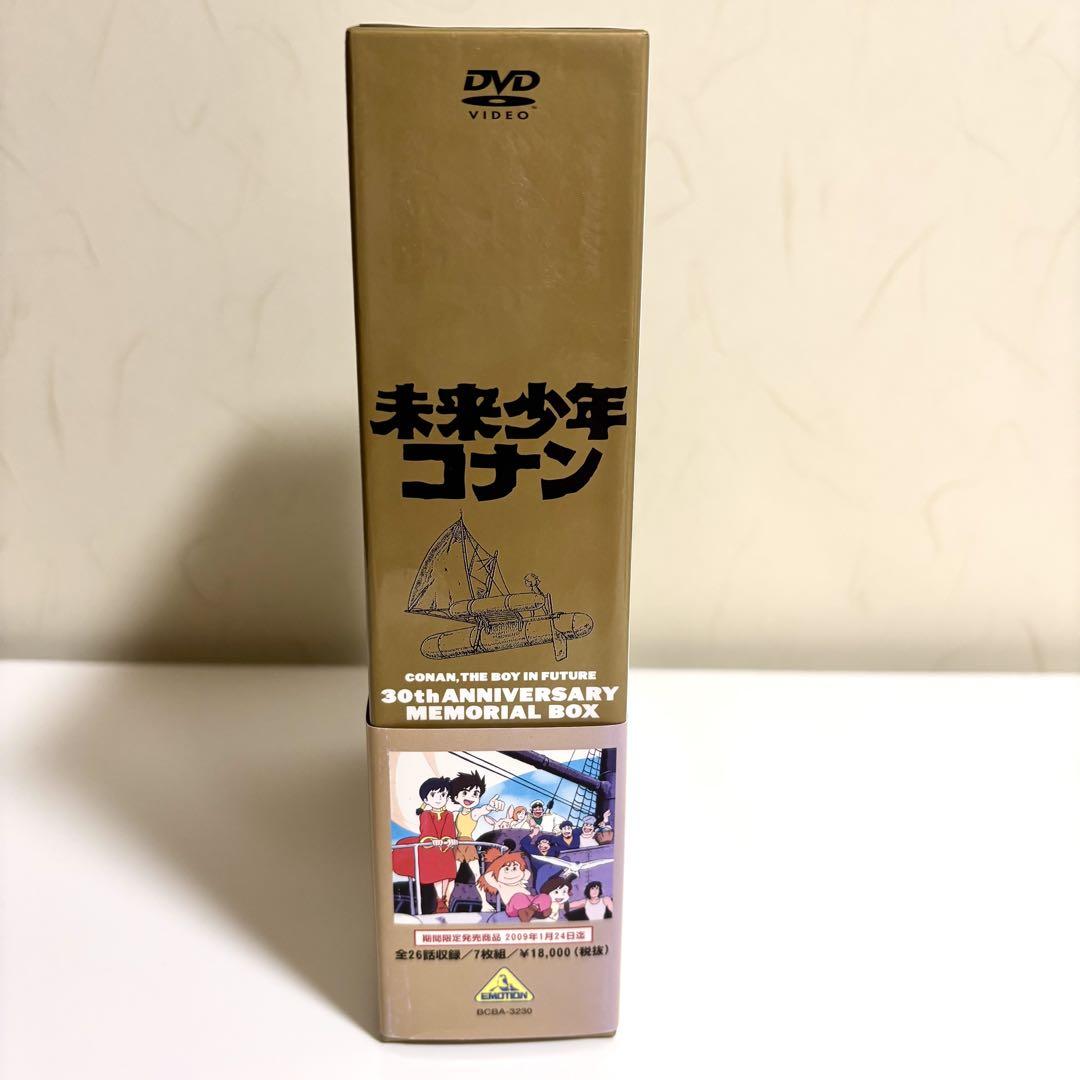 DVD
VIDEO
未来少年
コナン
CONAN, THE BOY IN FUTURE
30th ANNIVERSARY
MEMORIAL BOX
期間限定発売商品 2009年1月24日迄
全26話収録/7枚組/¥18,000(税抜)
EMOTION
BCBA-3230